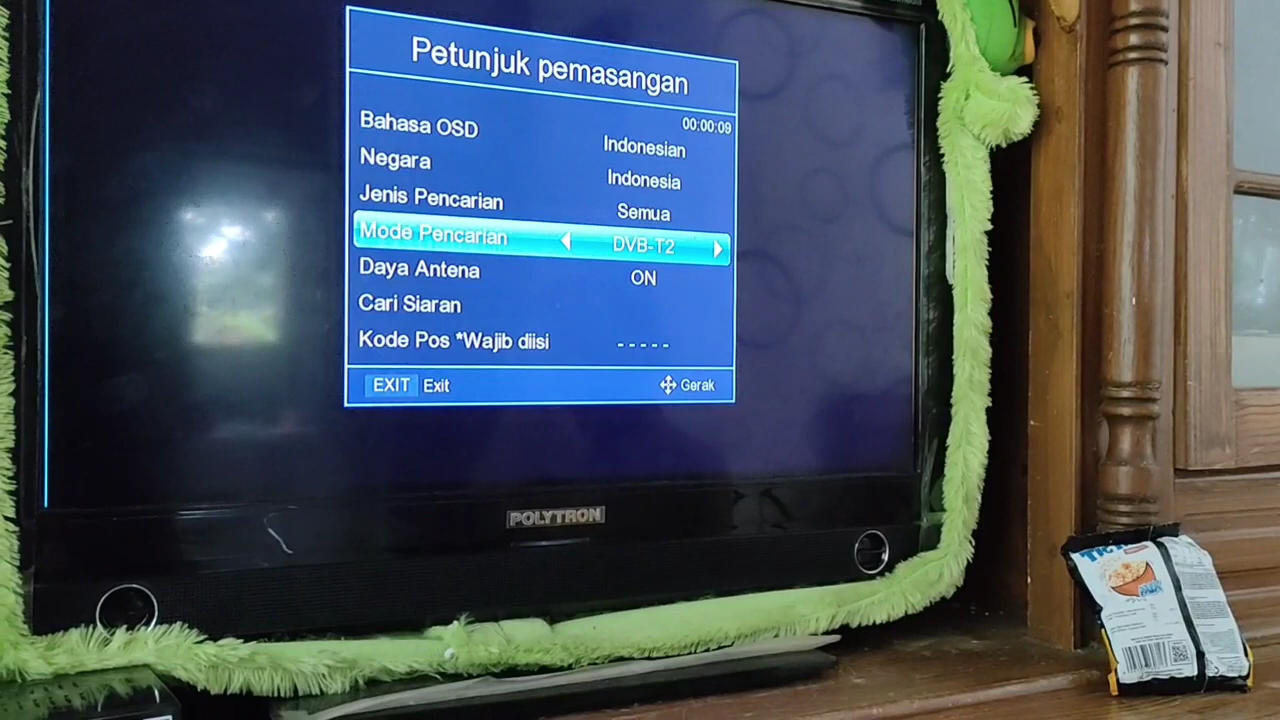 Petunjuk pemasangan
00:00:09
Bahasa OSD Indonesian
Negara Indonesia
Jenis Pencarian Semua
Mode Pencarian DVB-T2
Daya Antena ON
Cari Siaran
Kode Pos *Wajib diisi - - - - -
EXIT Exit Gerak
POLYTRON